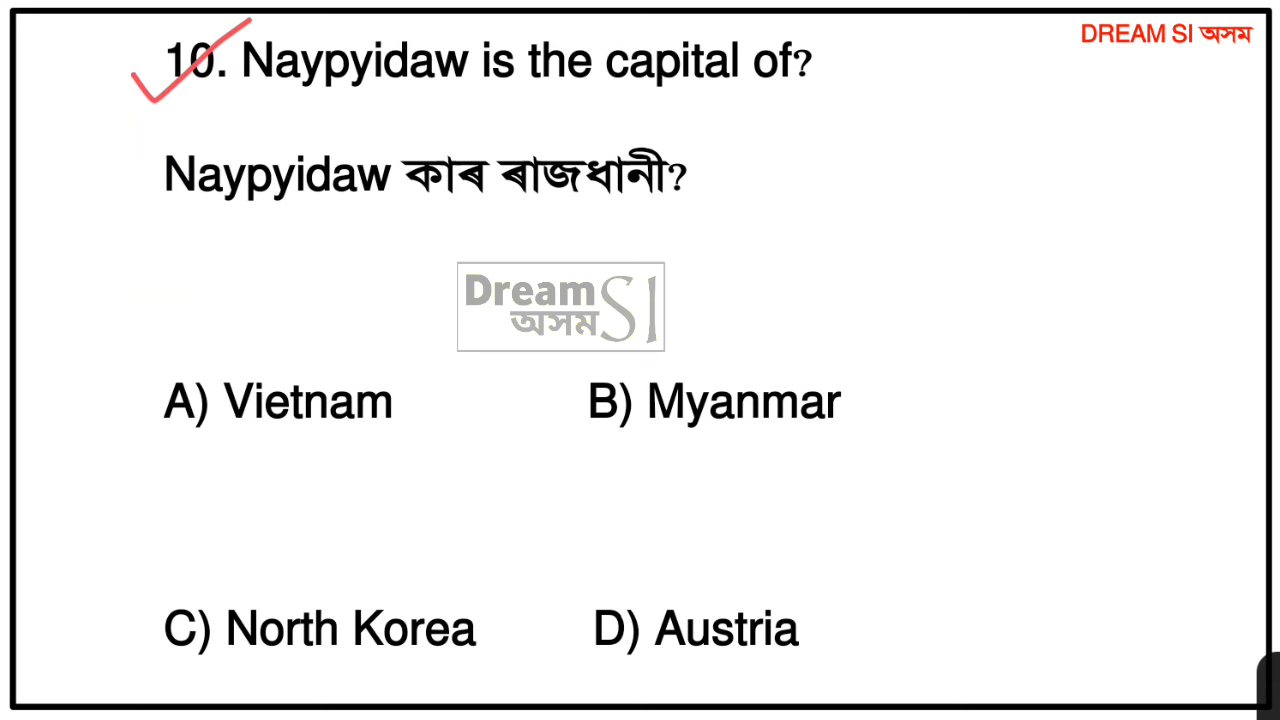 DREAM SI অসম
10. Naypyidaw is the capital of?
Naypyidaw কাৰ ৰাজধানী?
Dream SI
অসম
A) Vietnam B) Myanmar
C) North Korea D) Austria